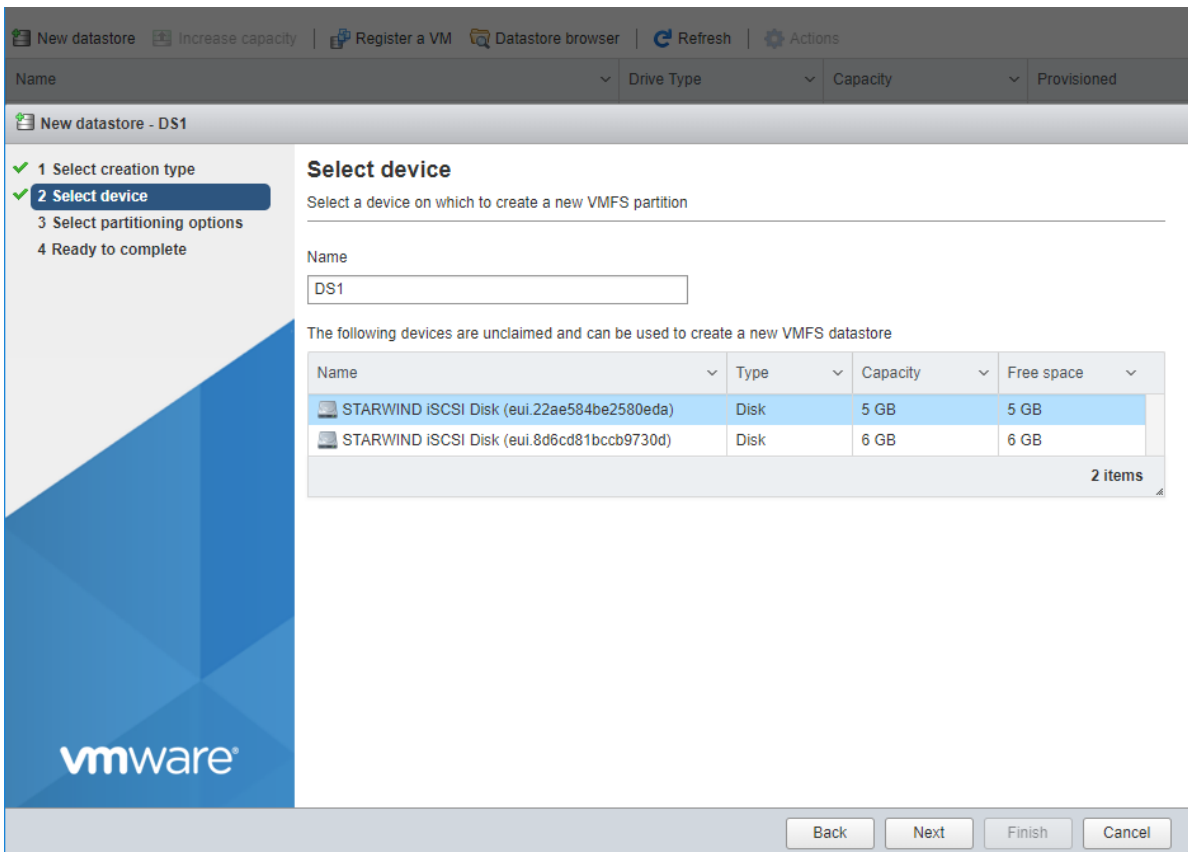 New datastore Increase capacity Register a VM Datastore browser Refresh Actions
Name Drive Type Capacity Provisioned
New datastore - DS1
1 Select creation type
2 Select device
3 Select partitioning options
4 Ready to complete
vmware®
Select device
Select a device on which to create a new VMFS partition
Name
DS1
The following devices are unclaimed and can be used to create a new VMFS datastore
Name Type Capacity Free space
STARWIND iSCSI Disk (eui.22ae584be2580eda) Disk 5 GB 5 GB
STARWIND iSCSI Disk (eui.8d6cd81bccb9730d) Disk 6 GB 6 GB
2 items
Back Next Finish Cancel